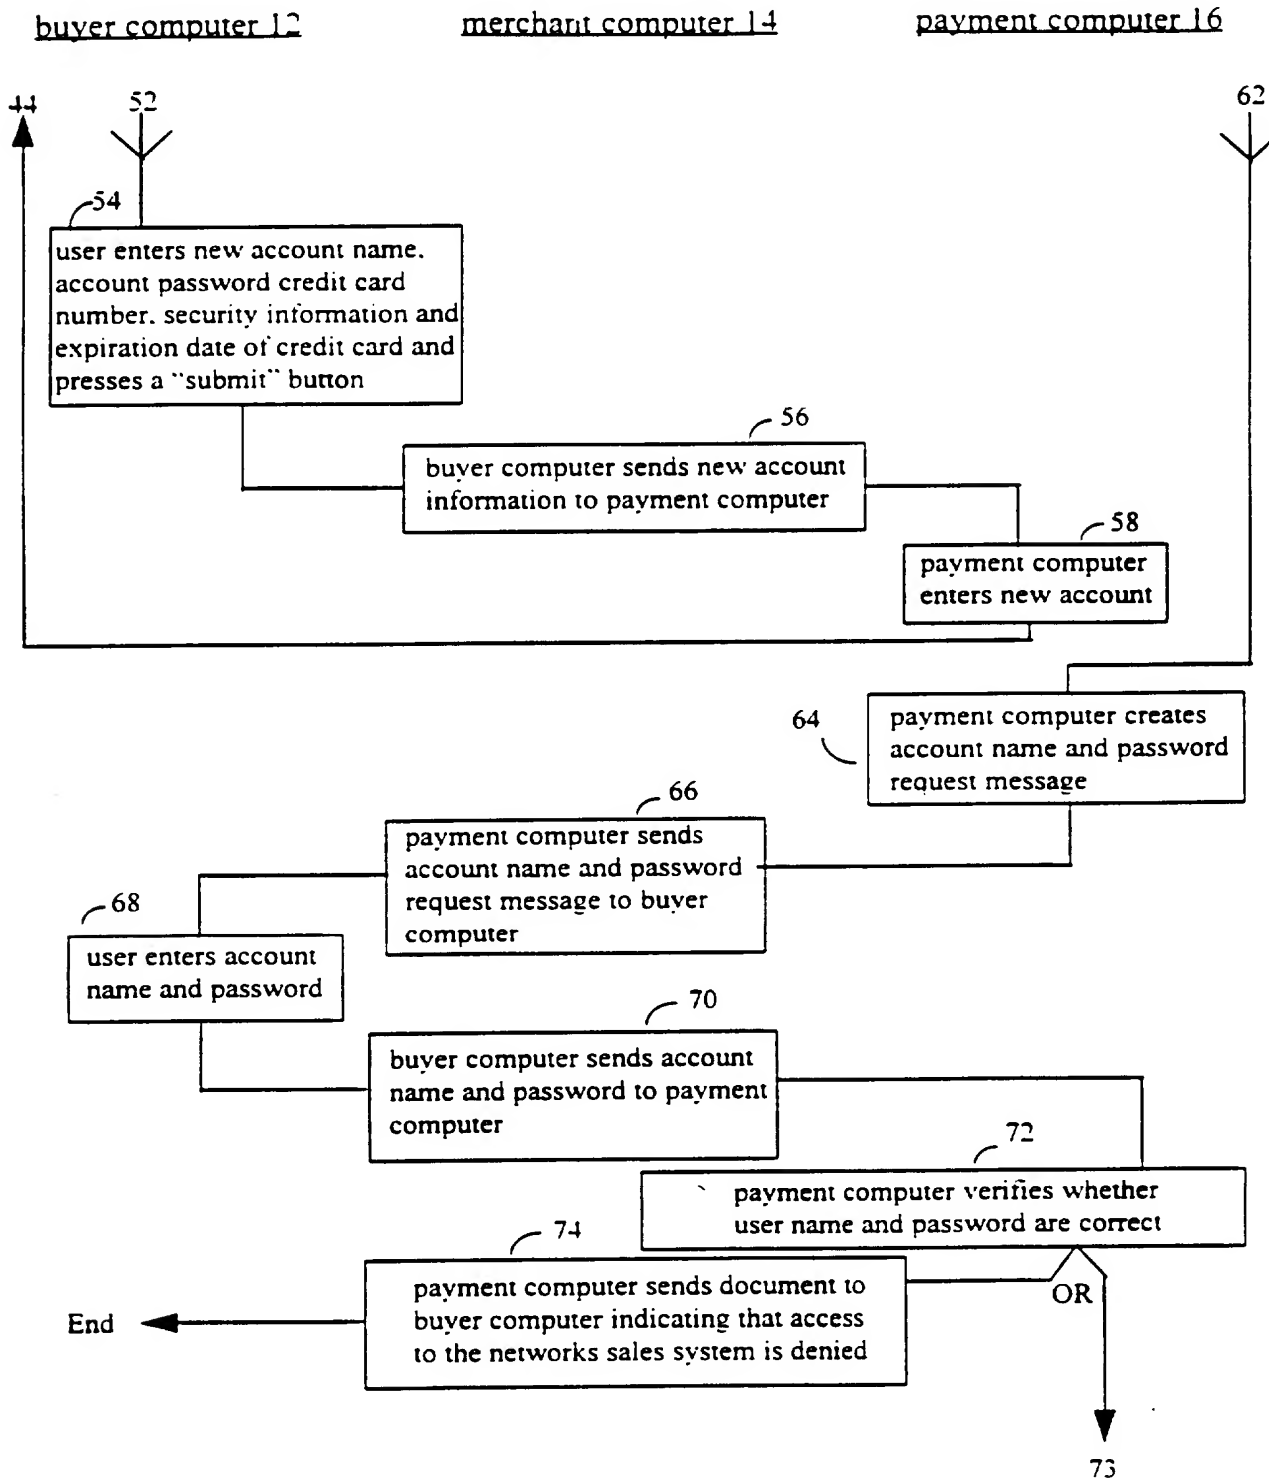 buyer computer 12
merchant computer 14
payment computer 16
44
52
62
54
user enters new account name.
account password credit card
number. security information and
expiration date of credit card and
presses a "submit" button
56
buyer computer sends new account
information to payment computer
58
payment computer
enters new account
64
payment computer creates
account name and password
request message
66
payment computer sends
account name and password
request message to buyer
computer
68
user enters account
name and password
70
buyer computer sends account
name and password to payment
computer
72
payment computer verifies whether
user name and password are correct
74
payment computer sends document to
buyer computer indicating that access
to the networks sales system is denied
OR
End
73